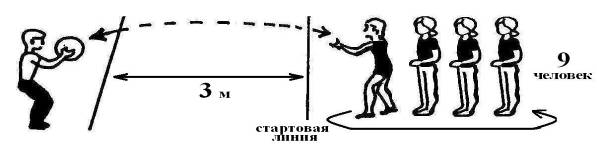 3 м
стартовая
линия
9
человек